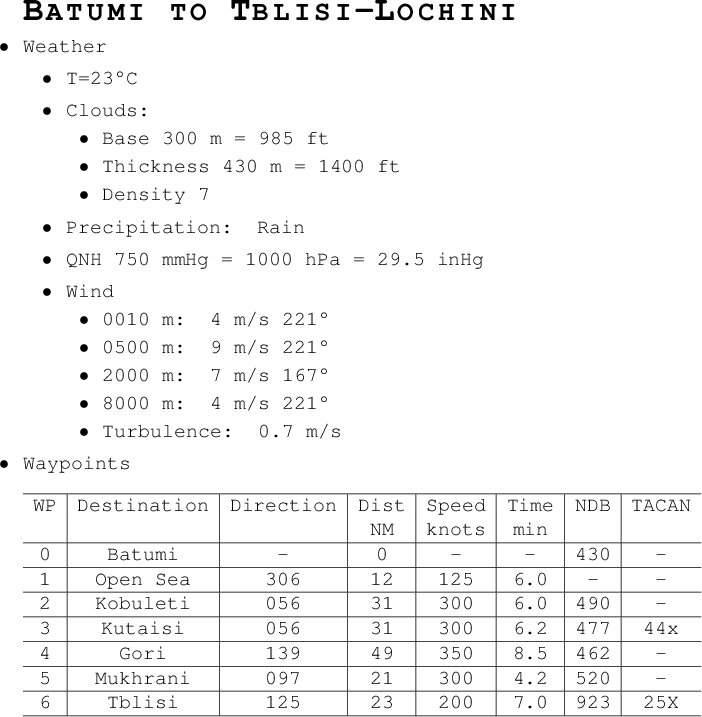 BATUMI TO TBLISI–LOCHINI
• Weather
• T=23°C
• Clouds:
• Base 300 m = 985 ft
• Thickness 430 m = 1400 ft
• Density 7
• Precipitation: Rain
• QNH 750 mmHg = 1000 hPa = 29.5 inHg
• Wind
• 0010 m: 4 m/s 221°
• 0500 m: 9 m/s 221°
• 2000 m: 7 m/s 167°
• 8000 m: 4 m/s 221°
• Turbulence: 0.7 m/s
• Waypoints
WP Destination Direction Dist Speed Time NDB TACAN
NM knots min
0 Batumi – 0 – – 430 –
1 Open Sea 306 12 125 6.0 – –
2 Kobuleti 056 31 300 6.0 490 –
3 Kutaisi 056 31 300 6.2 477 44x
4 Gori 139 49 350 8.5 462 –
5 Mukhrani 097 21 300 4.2 520 –
6 Tblisi 125 23 200 7.0 923 25X